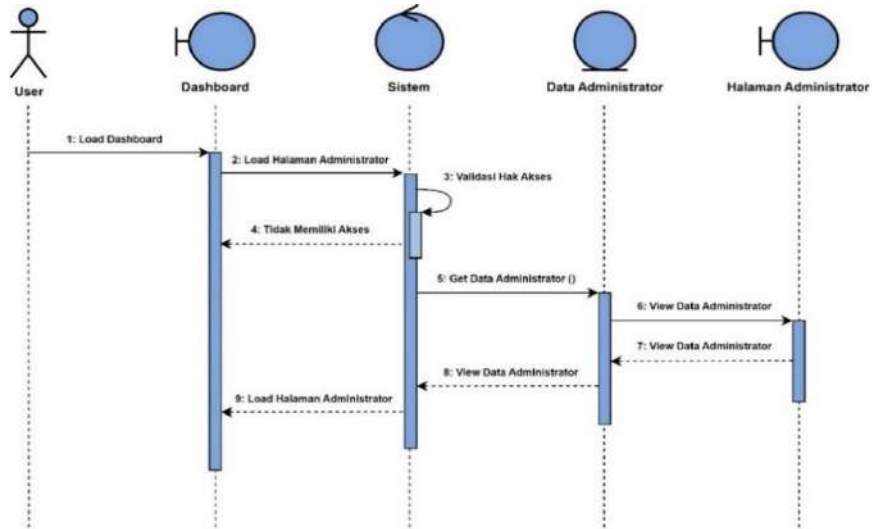 User
Dashboard
Sistem
Data Administrator
Halaman Administrator
1: Load Dashboard
2: Load Halaman Administrator
3: Validasi Hak Akses
4: Tidak Memiliki Akses
5: Get Data Administrator ()
6: View Data Administrator
7: View Data Administrator
8: View Data Administrator
9: Load Halaman Administrator